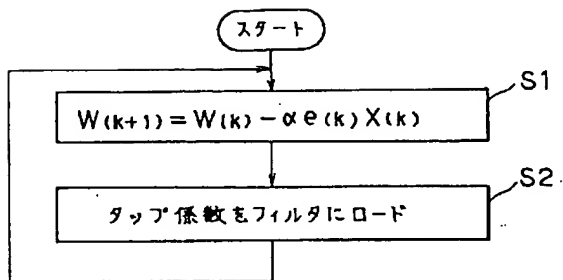 スタート
S1
W(k+1) = W(k) - αe(k)X(k)
S2
タップ係数をフィルタにロード